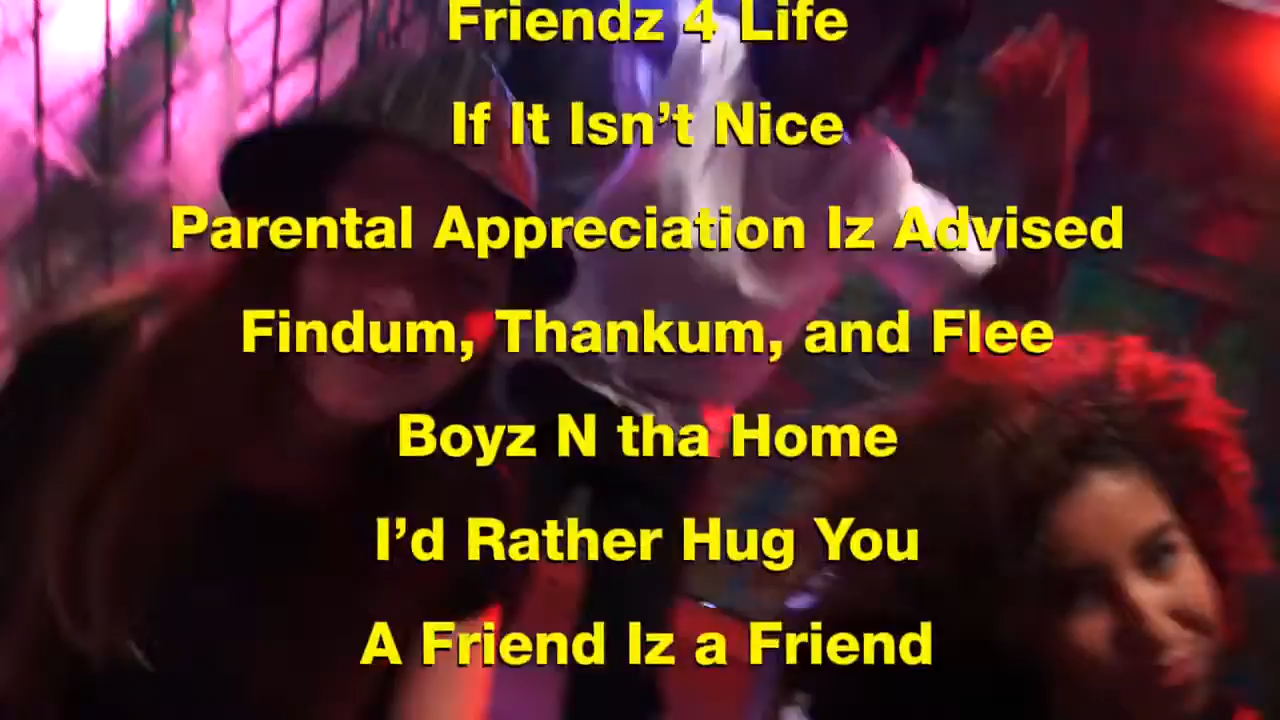 Friendz 4 Life
If It Isn’t Nice
Parental Appreciation Iz Advised
Findum, Thankum, and Flee
Boyz N tha Home
I’d Rather Hug You
A Friend Iz a Friend